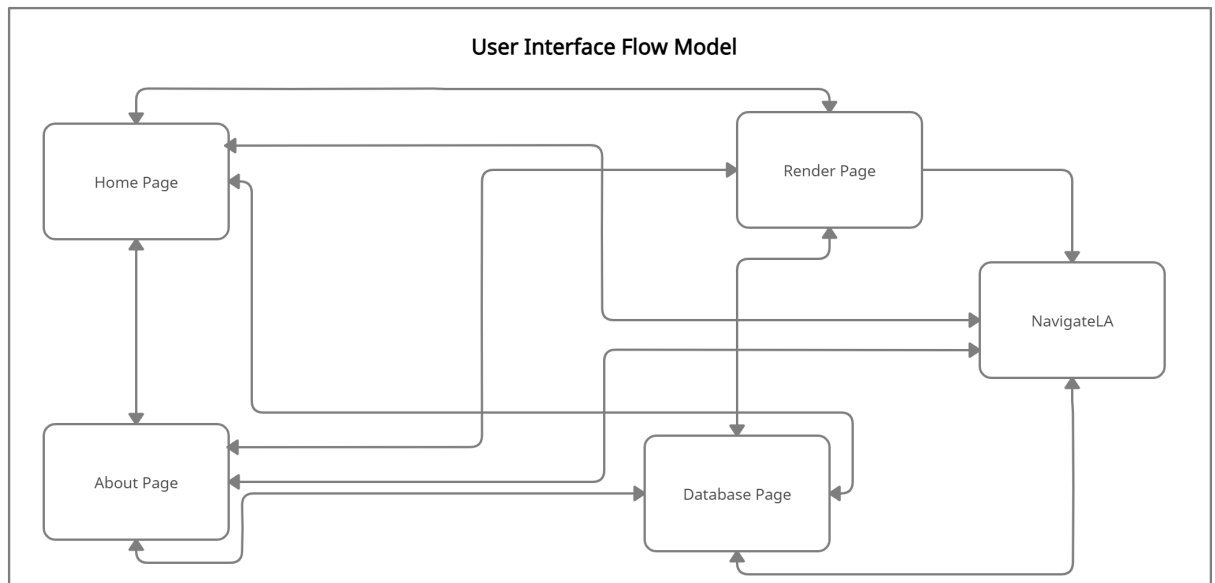 User Interface Flow Model
Home Page
Render Page
NavigateLA
About Page
Database Page